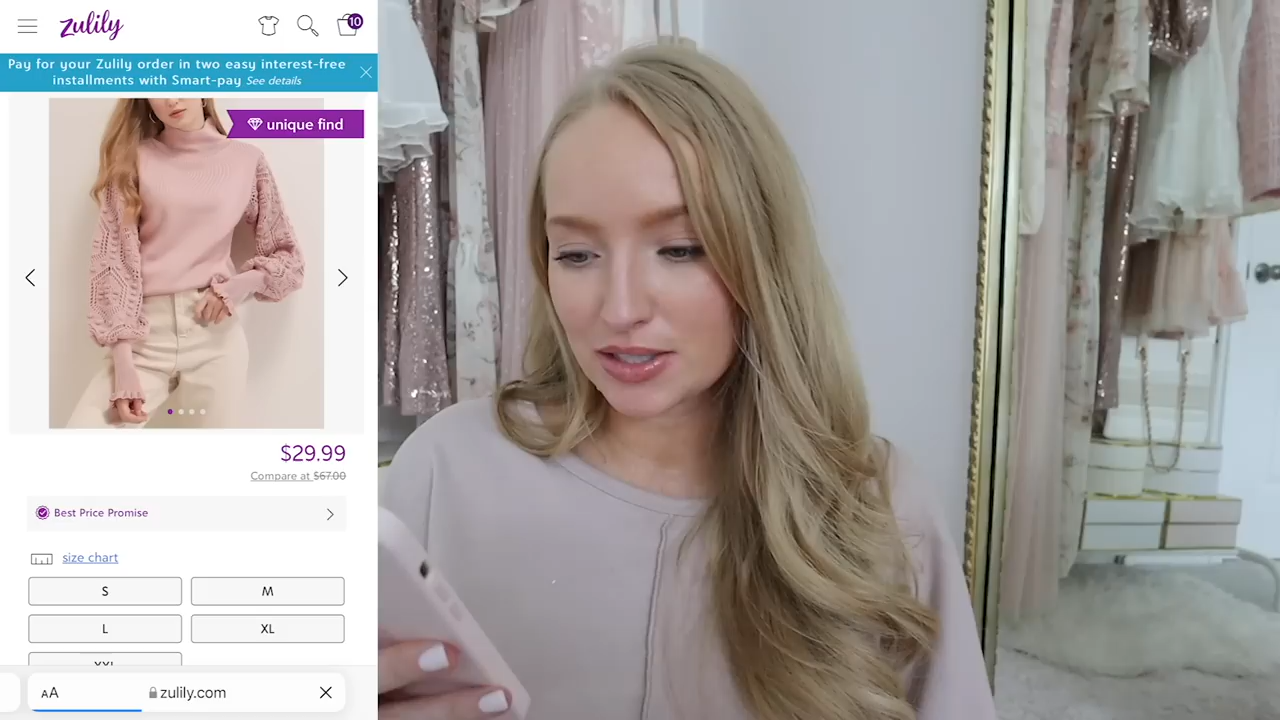 zulily
10
Pay for your Zulily order in two easy interest-free
installments with Smart-pay See details
unique find
$29.99
Compare at $67.00
Best Price Promise
size chart
S
M
L
XL
XXL
AA
zulily.com